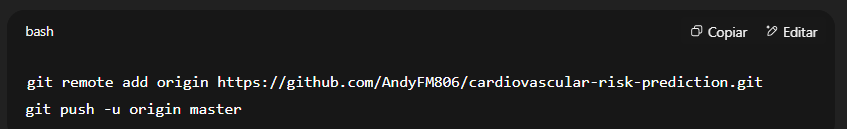 bash
Copiar
Editar
git remote add origin https://github.com/AndyFM806/cardiovascular-risk-prediction.git
git push -u origin master